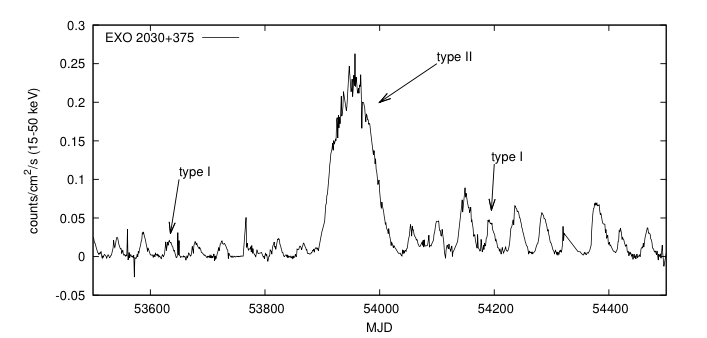 EXO 2030+375
type II
type I
type I
counts/cm²/s (15-50 keV)
0.3
0.25
0.2
0.15
0.1
0.05
0
-0.05
53600
53800
54000
54200
54400
MJD